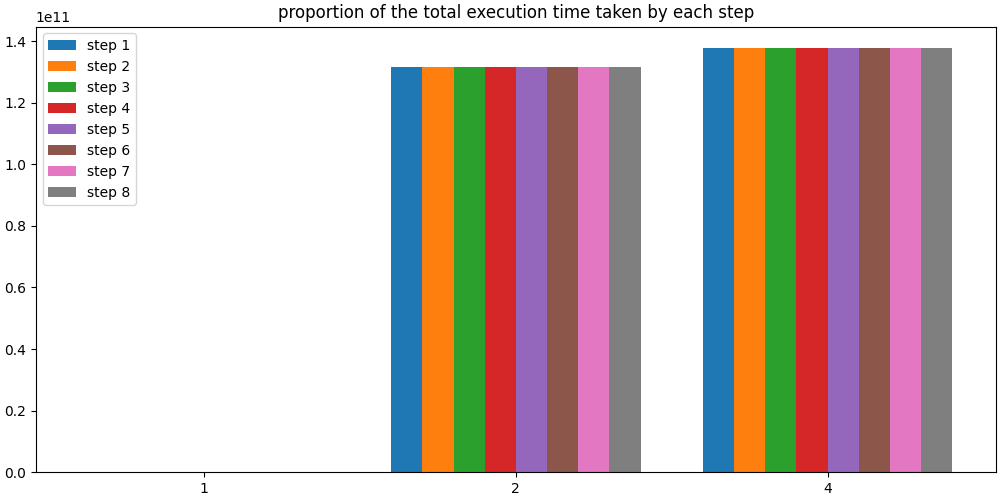 proportion of the total execution time taken by each step
1e11
1.4
1.2
1.0
0.8
0.6
0.4
0.2
0.0
step 1
step 2
step 3
step 4
step 5
step 6
step 7
step 8
1 2 4